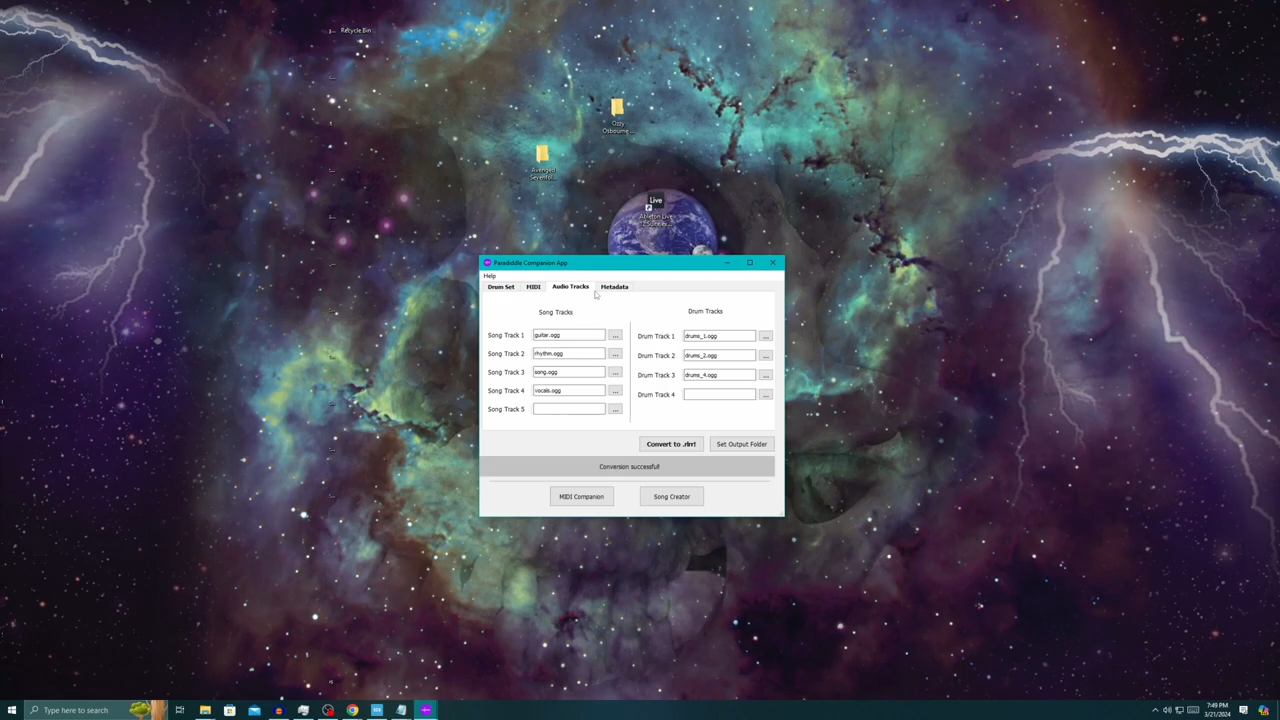 Recycle Bin
Ozzy
Osbourne ...
Avenged
Sevenfol...
Live
Ableton Live
Paradiddle Companion App
Help
Drum Set MIDI Audio Tracks Metadata
Song Tracks
Drum Tracks
Song Track 1 guitar.ogg ...
Drum Track 1 drums_1.ogg ...
Song Track 2 rhythm.ogg ...
Drum Track 2 drums_2.ogg ...
Song Track 3 song.ogg ...
Drum Track 3 drums_4.ogg ...
Song Track 4 vocals.ogg ...
Drum Track 4 ...
Song Track 5 ...
Convert to .rlrr! Set Output Folder
Conversion successful!
MIDI Companion Song Creator
Type here to search
7:49 PM
3/21/2024